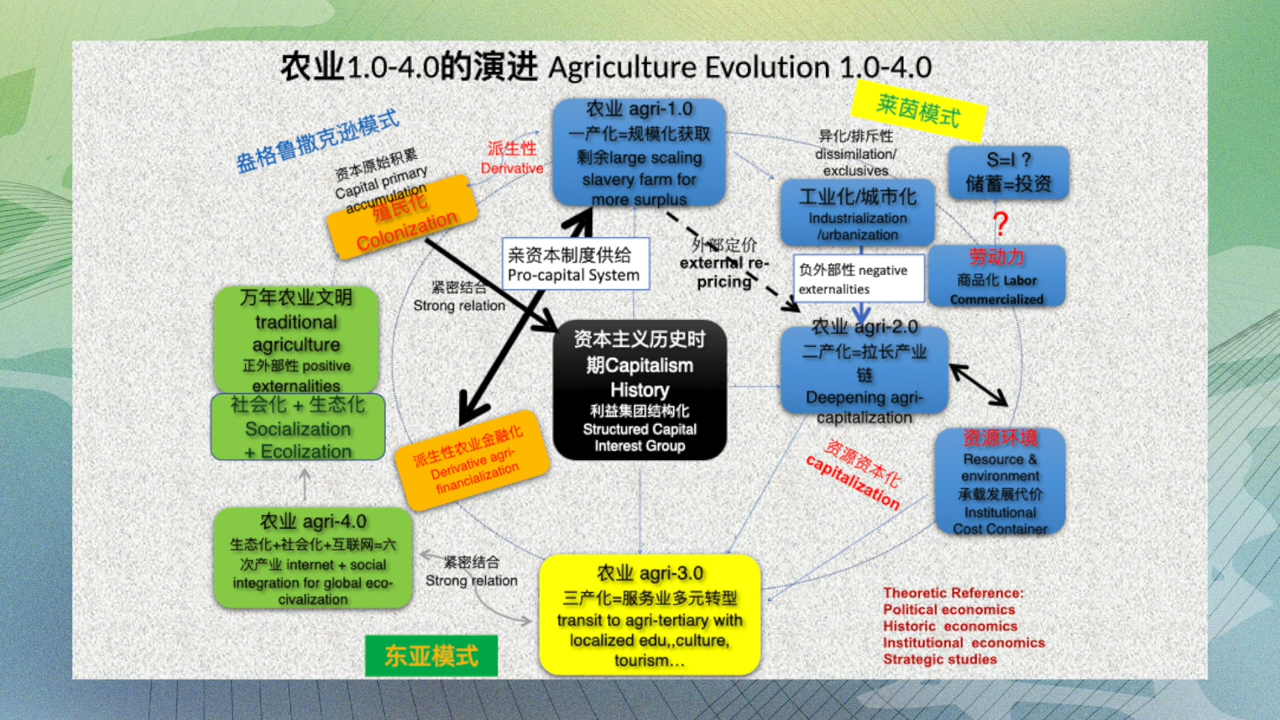 农业1.0-4.0的演进 Agriculture Evolution 1.0-4.0
盎格鲁撒克逊模式
资本原始积累
Capital primary
accumulation
殖民化
Colonization
派生性
Derivative
农业 agri-1.0
一产化=规模化获取
剩余large scaling
slavery farm for
more surplus
莱茵模式
异化/排斥性
dissimilation/
exclusives
S=I ?
储蓄=投资
?
工业化/城市化
Industrialization
/urbanization
劳动力
商品化 Labor
Commercialized
亲资本制度供给
Pro-capital System
外部定价
external re-
pricing
负外部性 negative
externalities
紧密结合
Strong relation
万年农业文明
traditional
agriculture
正外部性 positive
externalities
社会化 + 生态化
Socialization
+ Ecolization
资本主义历史时
期Capitalism
History
利益集团结构化
Structured Capital
Interest Group
农业 agri-2.0
二产化=拉长产业
链
Deepening agri-
capitalization
派生性农业金融化
Derivative agri-
financialization
资源资本化
capitalization
资源环境
Resource &
environment
承载发展代价
Institutional
Cost Container
农业 agri-4.0
生态化+社会化+互联网=六
次产业 internet + social
integration for global eco-
civalization
紧密结合
Strong relation
农业 agri-3.0
三产化=服务业多元转型
transit to agri-tertiary with
localized edu,,culture,
tourism…
东亚模式
Theoretic Reference:
Political economics
Historic economics
Institutional economics
Strategic studies